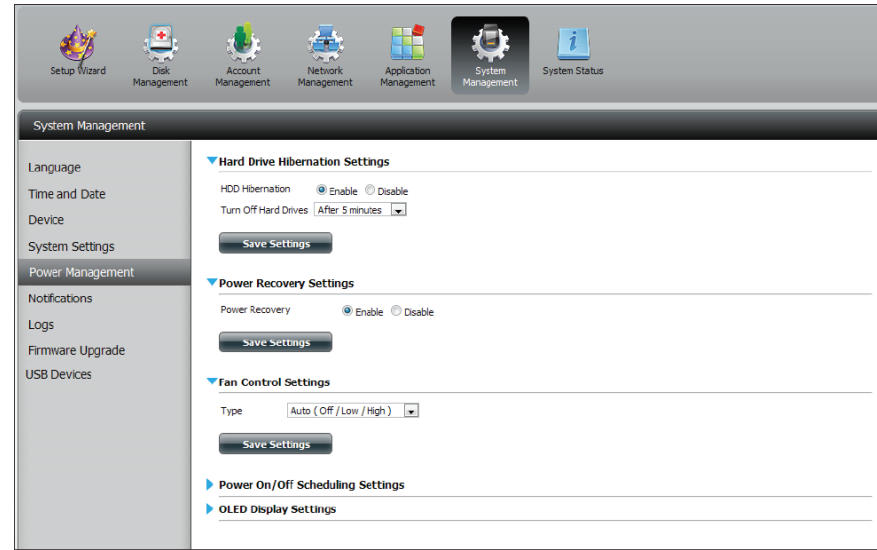 Setup Wizard
Disk Management
Account Management
Network Management
Application Management
System Management
System Status
System Management
Language
Time and Date
Device
System Settings
Power Management
Notifications
Logs
Firmware Upgrade
USB Devices
Hard Drive Hibernation Settings
HDD Hibernation Enable Disable
Turn Off Hard Drives After 5 minutes
Save Settings
Power Recovery Settings
Power Recovery Enable Disable
Save Settings
Fan Control Settings
Type Auto ( Off / Low / High )
Save Settings
Power On/Off Scheduling Settings
OLED Display Settings